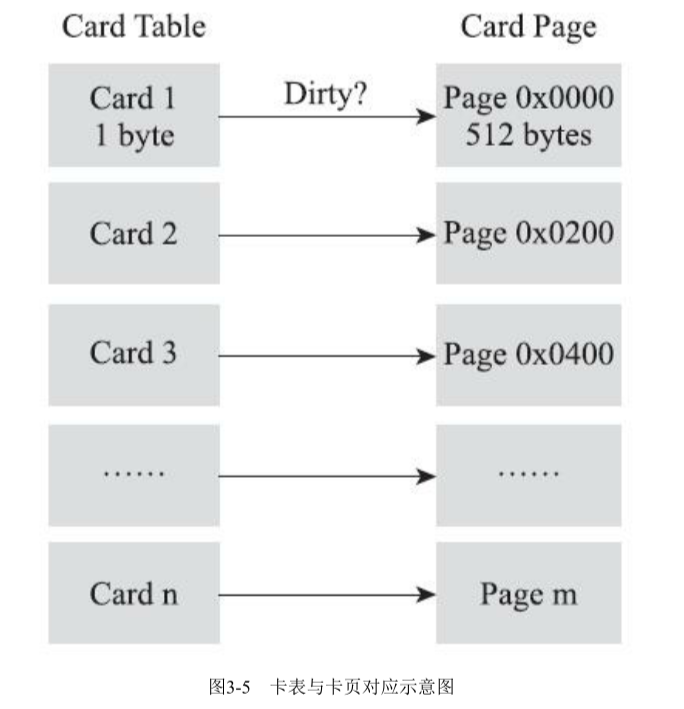 Card Table
Card Page
Card 1
1 byte
Dirty?
Page 0x0000
512 bytes
Card 2
Page 0x0200
Card 3
Page 0x0400
······
······
Card n
Page m
图3-5 卡表与卡页对应示意图